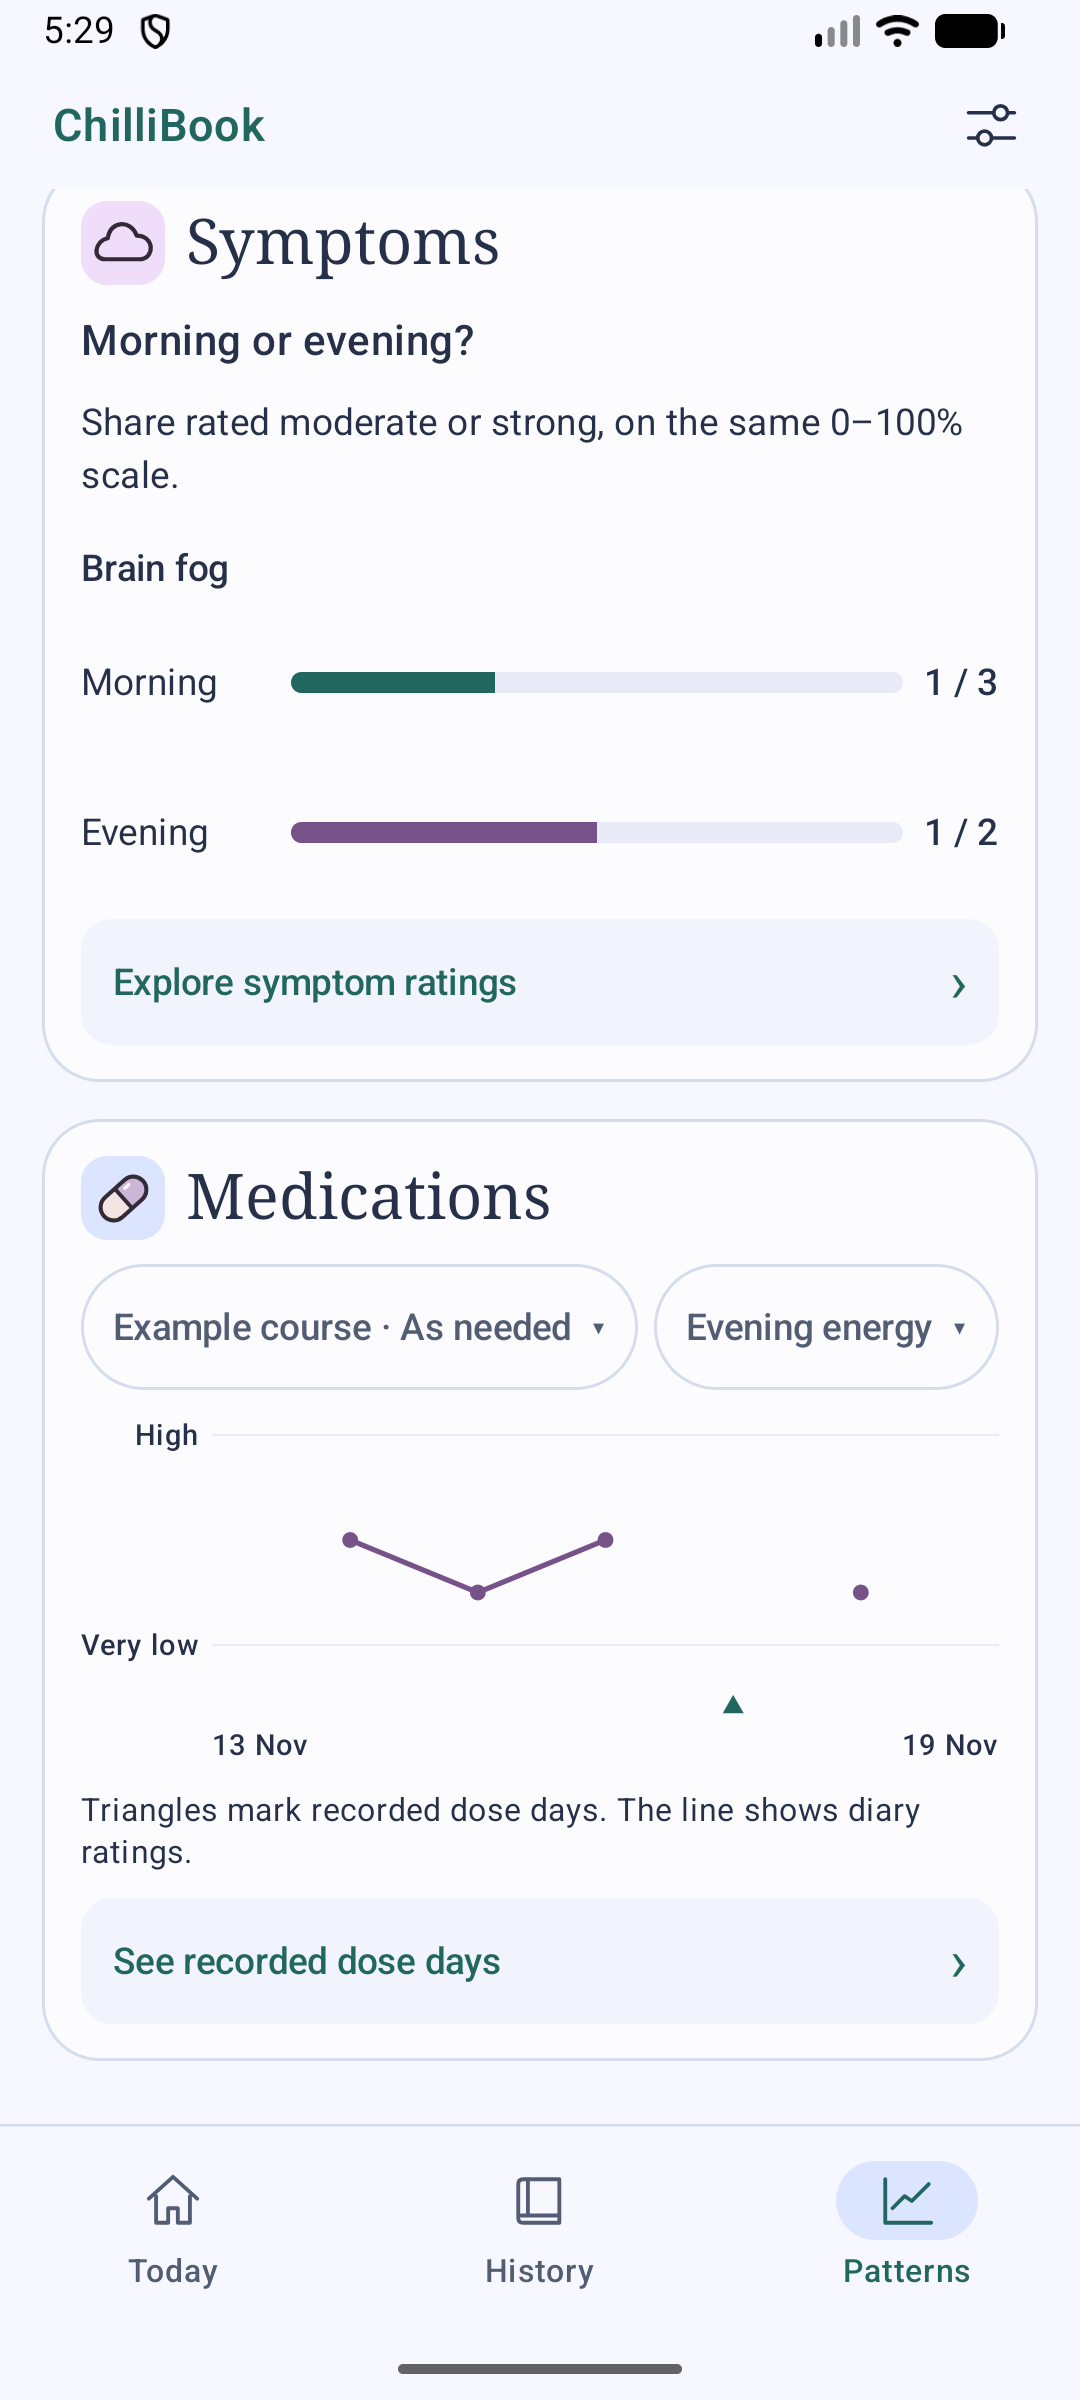 5:29
ChilliBook
Symptoms
Morning or evening?
Share rated moderate or strong, on the same 0–100%
scale.
Brain fog
Morning 1 / 3
Evening 1 / 2
Explore symptom ratings ›
Medications
Example course · As needed ▾ Evening energy ▾
High
Very low
13 Nov 19 Nov
Triangles mark recorded dose days. The line shows diary
ratings.
See recorded dose days ›
Today History Patterns